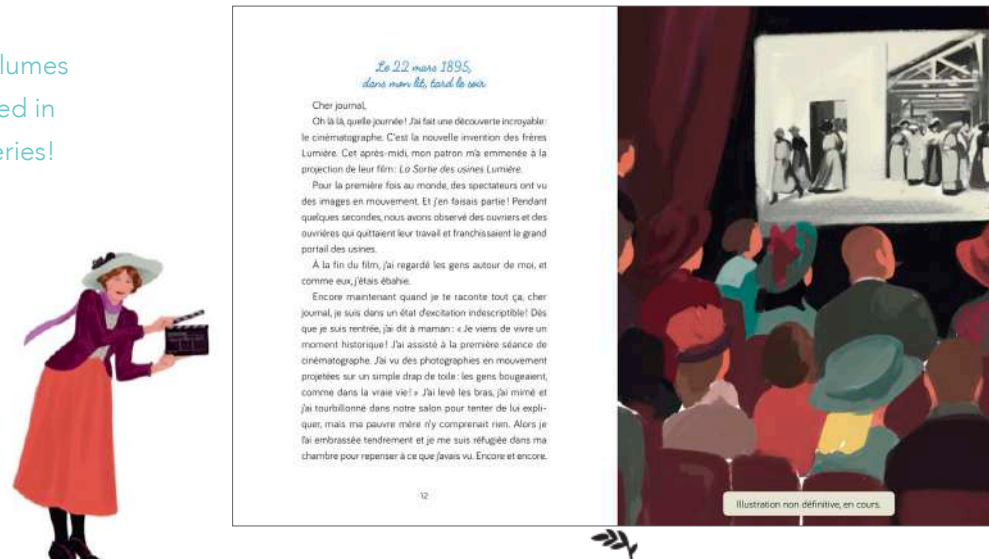 lumes
ed in
eries!
Le 22 mars 1895,
dans mon lit, tard le soir
Cher journal,
Oh là là, quelle journée ! J'ai fait une découverte incroyable :
le cinématographe. C'est la nouvelle invention des frères
Lumière. Cet après-midi, mon patron m'a emmenée à la
projection de leur film : La Sortie des usines Lumière.
Pour la première fois au monde, des spectateurs ont vu
des images en mouvement. Et j'en faisais partie ! Pendant
quelques secondes, nous avons observé des ouvriers et des
ouvrières qui quittaient leur travail et franchissaient le grand
portail des usines.
À la fin du film, j'ai regardé les gens autour de moi, et
comme eux, j'étais ébahie.
Encore maintenant quand je te raconte tout ça, cher
journal, je suis dans un état d'excitation indescriptible ! Dès
que je suis rentrée, j'ai dit à maman : « Je viens de vivre un
moment historique ! J'ai assisté à la première séance de
cinématographe. J'ai vu des photographies en mouvement
projetées sur un simple drap de toile : les gens bougeaient,
comme dans la vraie vie ! » J'ai levé les bras, j'ai mimé et
j'ai tourbillonné dans notre salon pour tenter de lui expli-
quer, mais ma pauvre mère n'y comprenait rien. Alors je
l'ai embrassée tendrement et je me suis réfugiée dans ma
chambre pour repenser à ce que j'avais vu. Encore et encore.
12
Illustration non définitive, en cours.